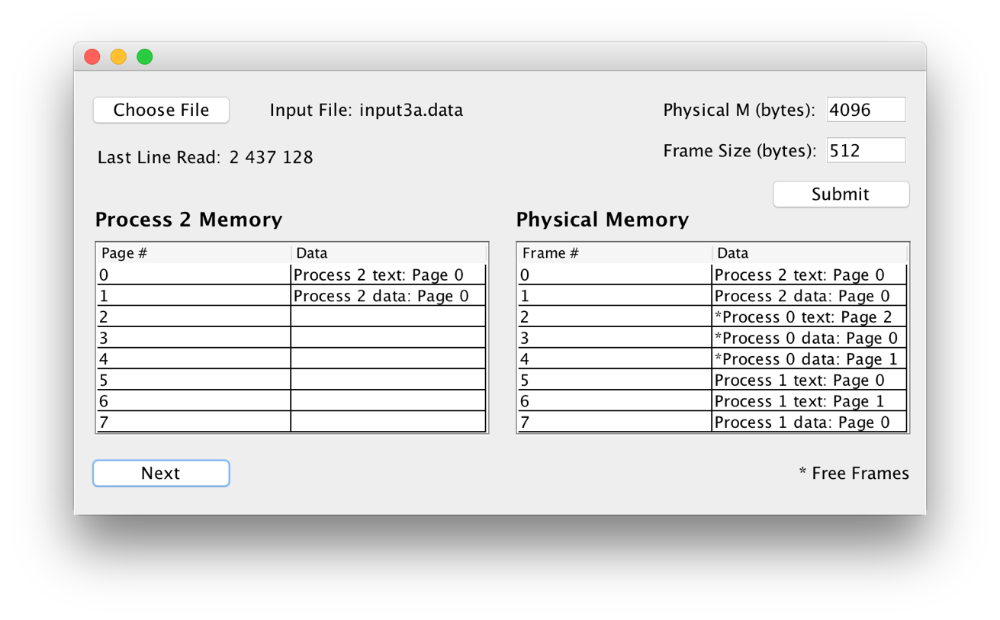 Choose File Input File: input3a.data Physical M (bytes): 4096
Last Line Read: 2 437 128 Frame Size (bytes): 512
Submit
Process 2 Memory Physical Memory
Page # Data Frame # Data
0 Process 2 text: Page 0 0 Process 2 text: Page 0
1 Process 2 data: Page 0 1 Process 2 data: Page 0
2 2 *Process 0 text: Page 2
3 3 *Process 0 data: Page 0
4 4 *Process 0 data: Page 1
5 5 Process 1 text: Page 0
6 6 Process 1 text: Page 1
7 7 Process 1 data: Page 0
Next * Free Frames